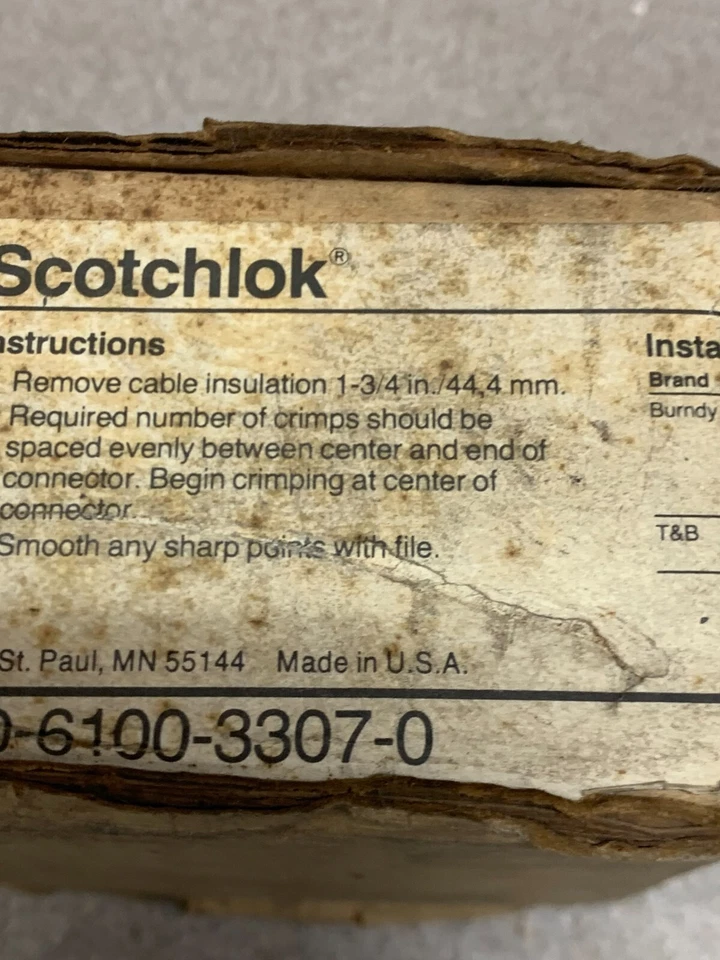 Scotchlok®
nstructions
Remove cable insulation 1-3/4 in./44,4 mm.
Required number of crimps should be
spaced evenly between center and end of
connector. Begin crimping at center of
connector.
Smooth any sharp points with file.
St. Paul, MN 55144 Made in U.S.A.
0-6100-3307-0
Insta
Brand
Burndy
T&B